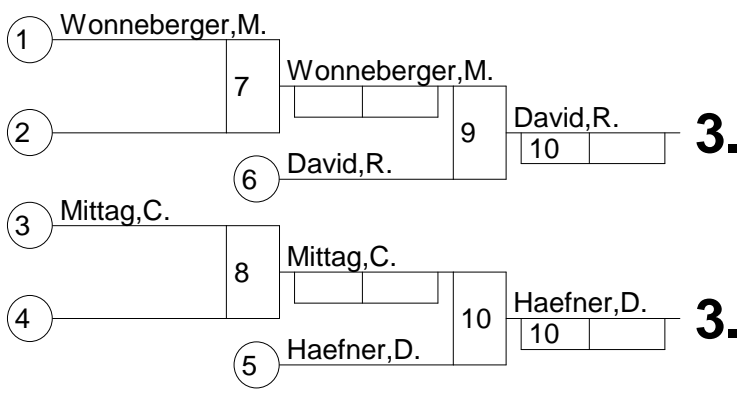 1 Wonneberger,M.
7 Wonneberger,M.
2 9 David,R. 3.
10
6 David,R.
3 Mittag,C.
8 Mittag,C.
4 10 Haefner,D. 3.
10
5 Haefner,D.